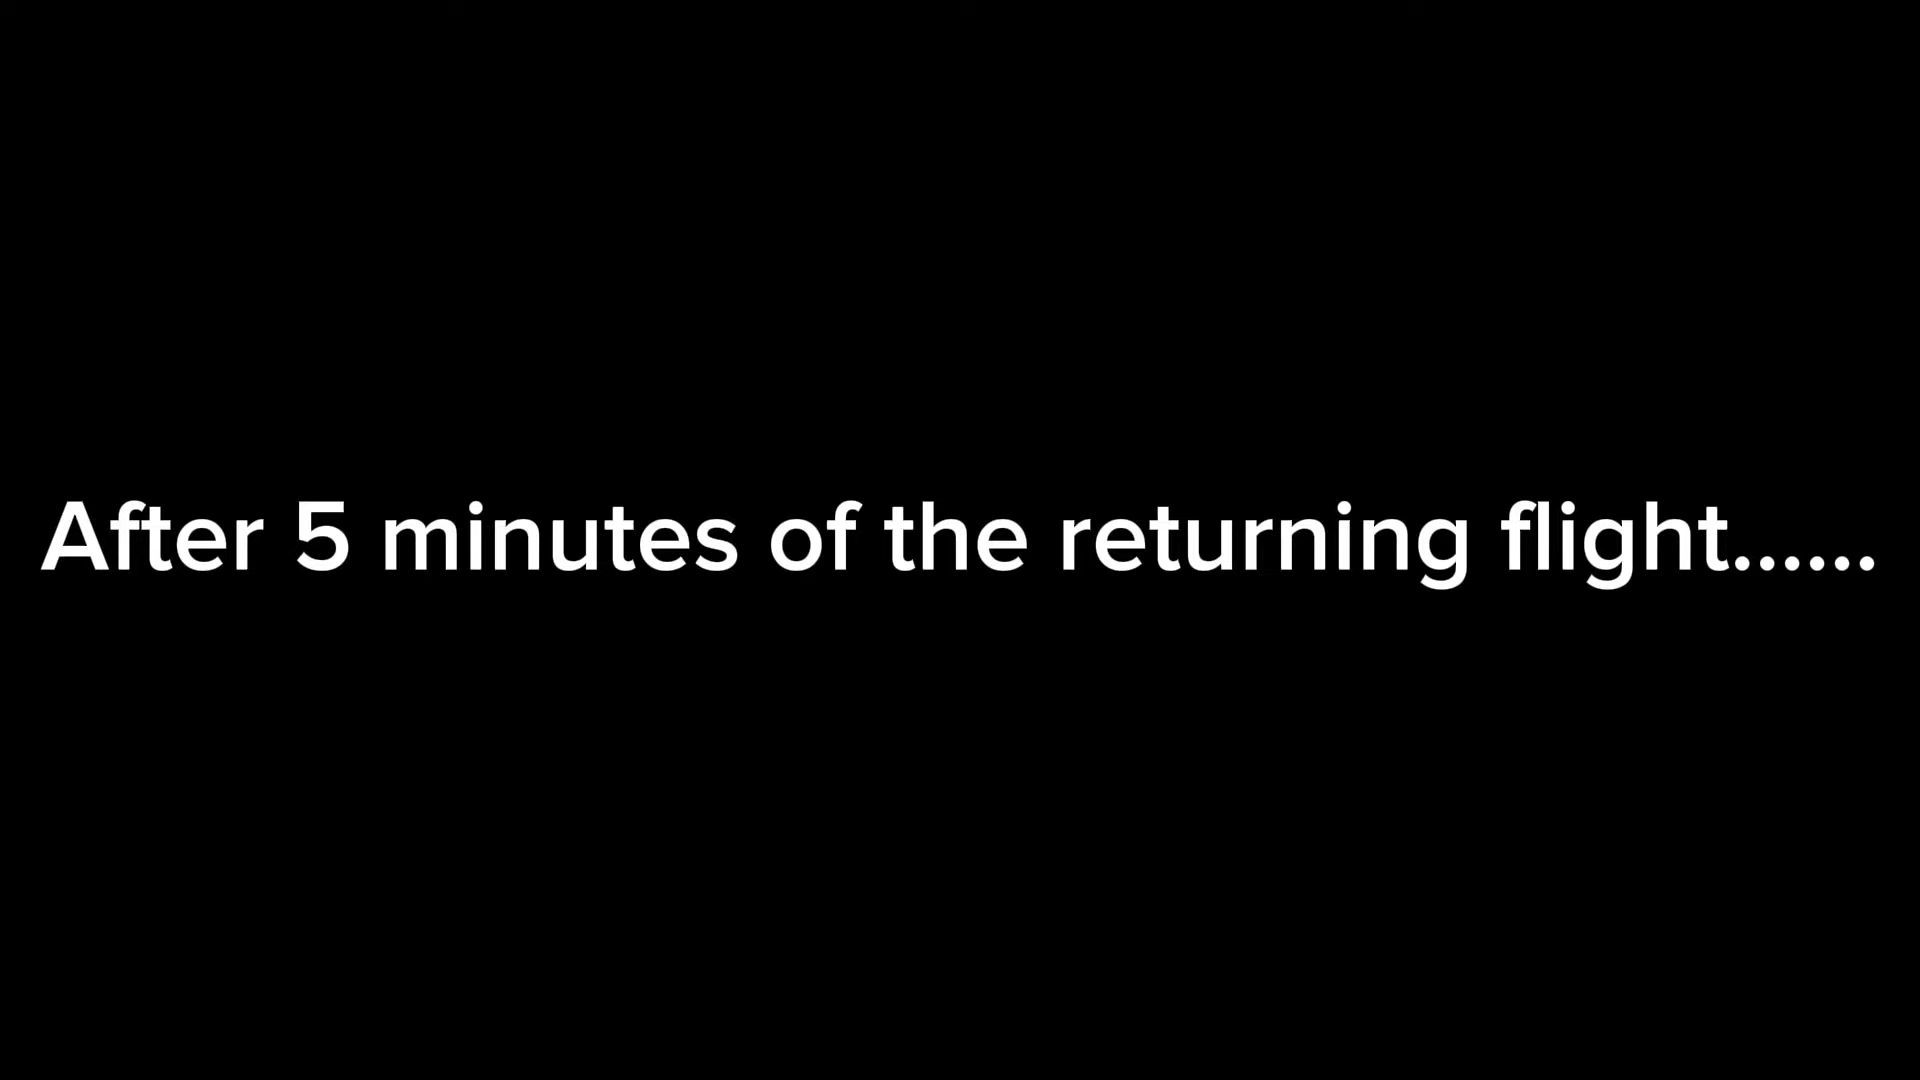 After 5 minutes of the returning flight......